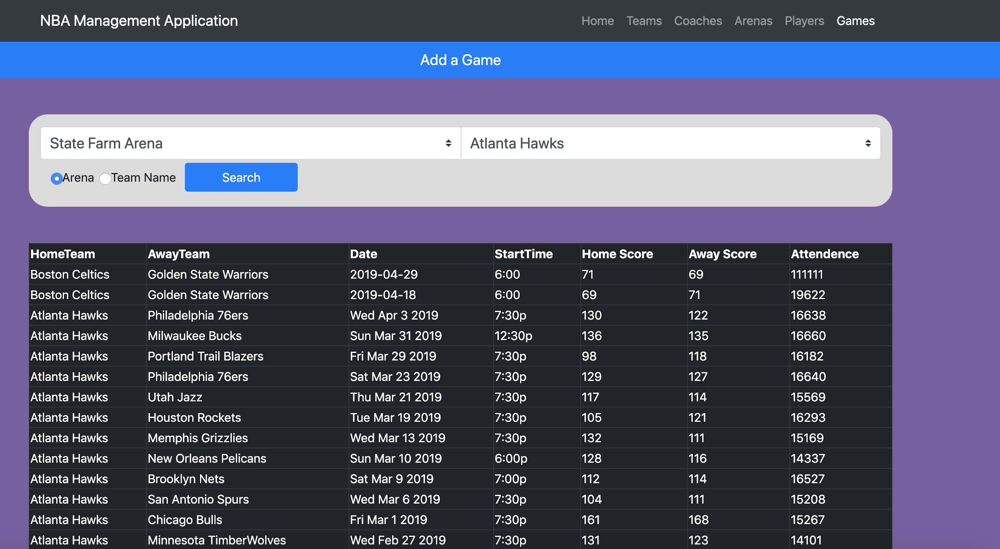 NBA Management Application Home Teams Coaches Arenas Players Games
Add a Game
State Farm Arena Atlanta Hawks
Arena Team Name Search
HomeTeam AwayTeam Date StartTime Home Score Away Score Attendence
Boston Celtics Golden State Warriors 2019-04-29 6:00 71 69 111111
Boston Celtics Golden State Warriors 2019-04-18 6:00 69 71 19622
Atlanta Hawks Philadelphia 76ers Wed Apr 3 2019 7:30p 130 122 16638
Atlanta Hawks Milwaukee Bucks Sun Mar 31 2019 12:30p 136 135 16660
Atlanta Hawks Portland Trail Blazers Fri Mar 29 2019 7:30p 98 118 16182
Atlanta Hawks Philadelphia 76ers Sat Mar 23 2019 7:30p 129 127 16640
Atlanta Hawks Utah Jazz Thu Mar 21 2019 7:30p 117 114 15569
Atlanta Hawks Houston Rockets Tue Mar 19 2019 7:30p 105 121 16293
Atlanta Hawks Memphis Grizzlies Wed Mar 13 2019 7:30p 132 111 15169
Atlanta Hawks New Orleans Pelicans Sun Mar 10 2019 6:00p 128 116 14337
Atlanta Hawks Brooklyn Nets Sat Mar 9 2019 7:00p 112 114 16527
Atlanta Hawks San Antonio Spurs Wed Mar 6 2019 7:30p 104 111 15208
Atlanta Hawks Chicago Bulls Fri Mar 1 2019 7:30p 161 168 15267
Atlanta Hawks Minnesota TimberWolves Wed Feb 27 2019 7:30p 131 123 14101